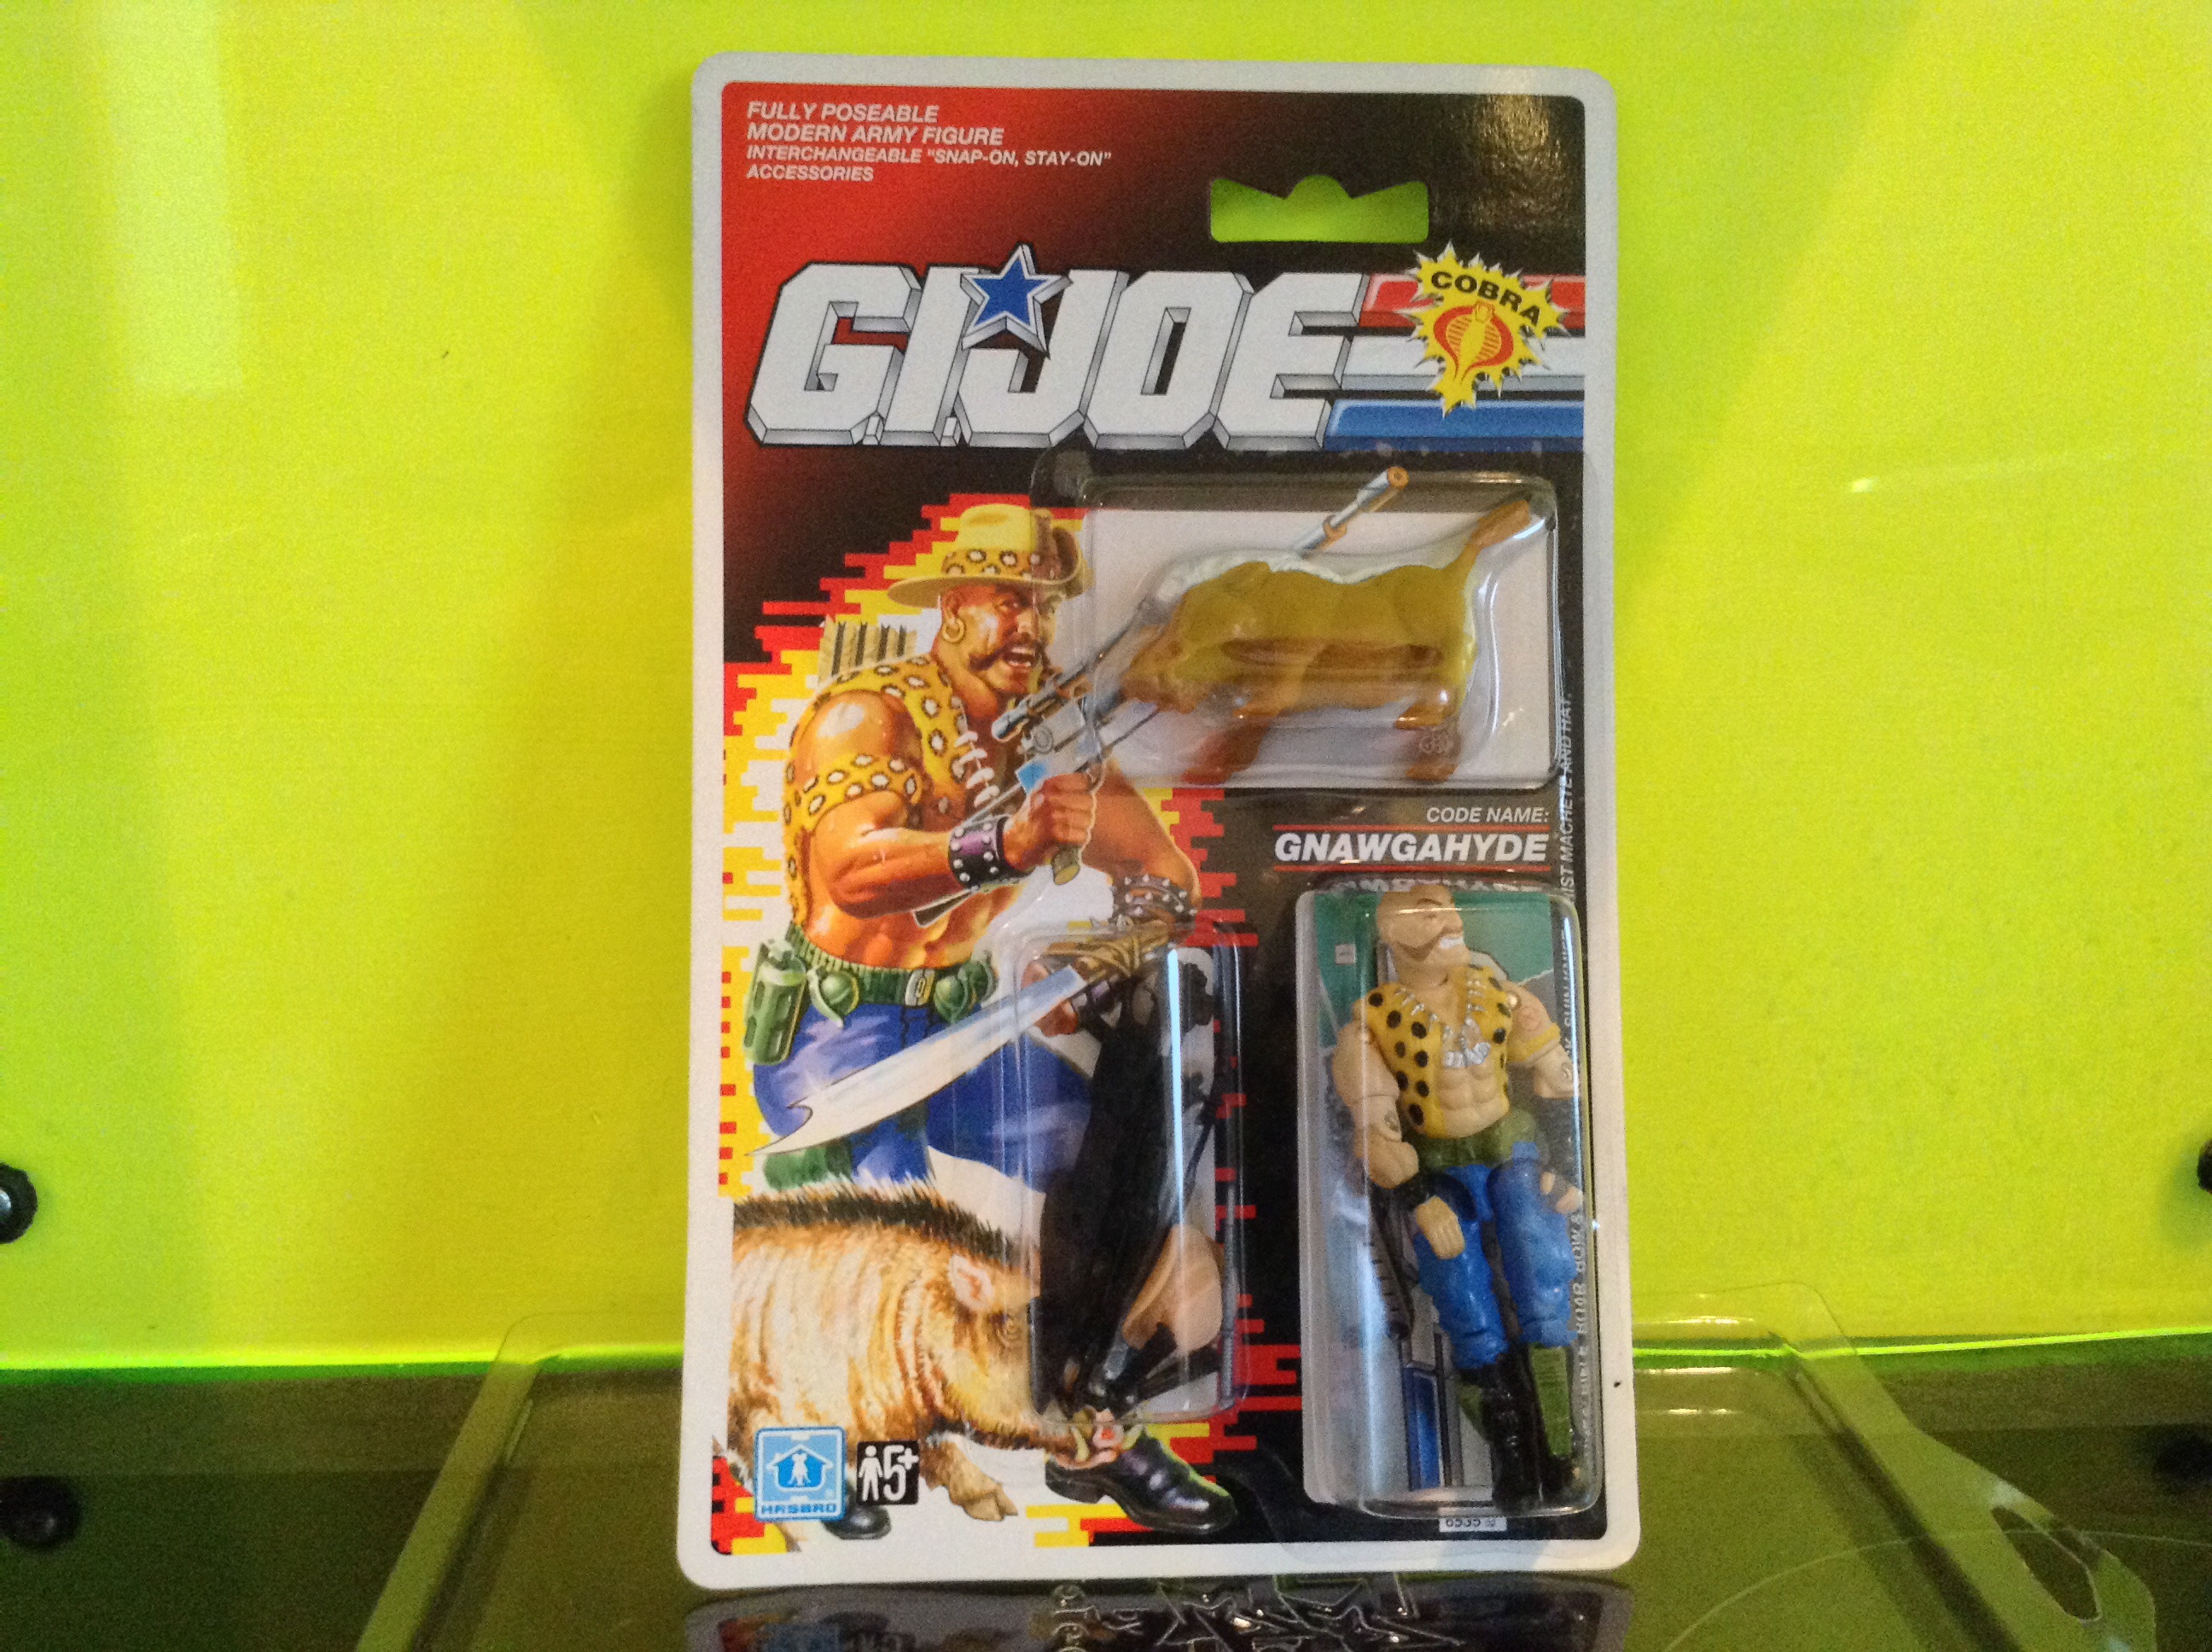 FULLY POSEABLE
MODERN ARMY FIGURE
INTERCHANGEABLE "SNAP-ON, STAY-ON"
ACCESSORIES
G.I. JOE
COBRA
CODE NAME:
GNAWGAHYDE
MACHETE AND HAT.
HASBRO
5+
6535